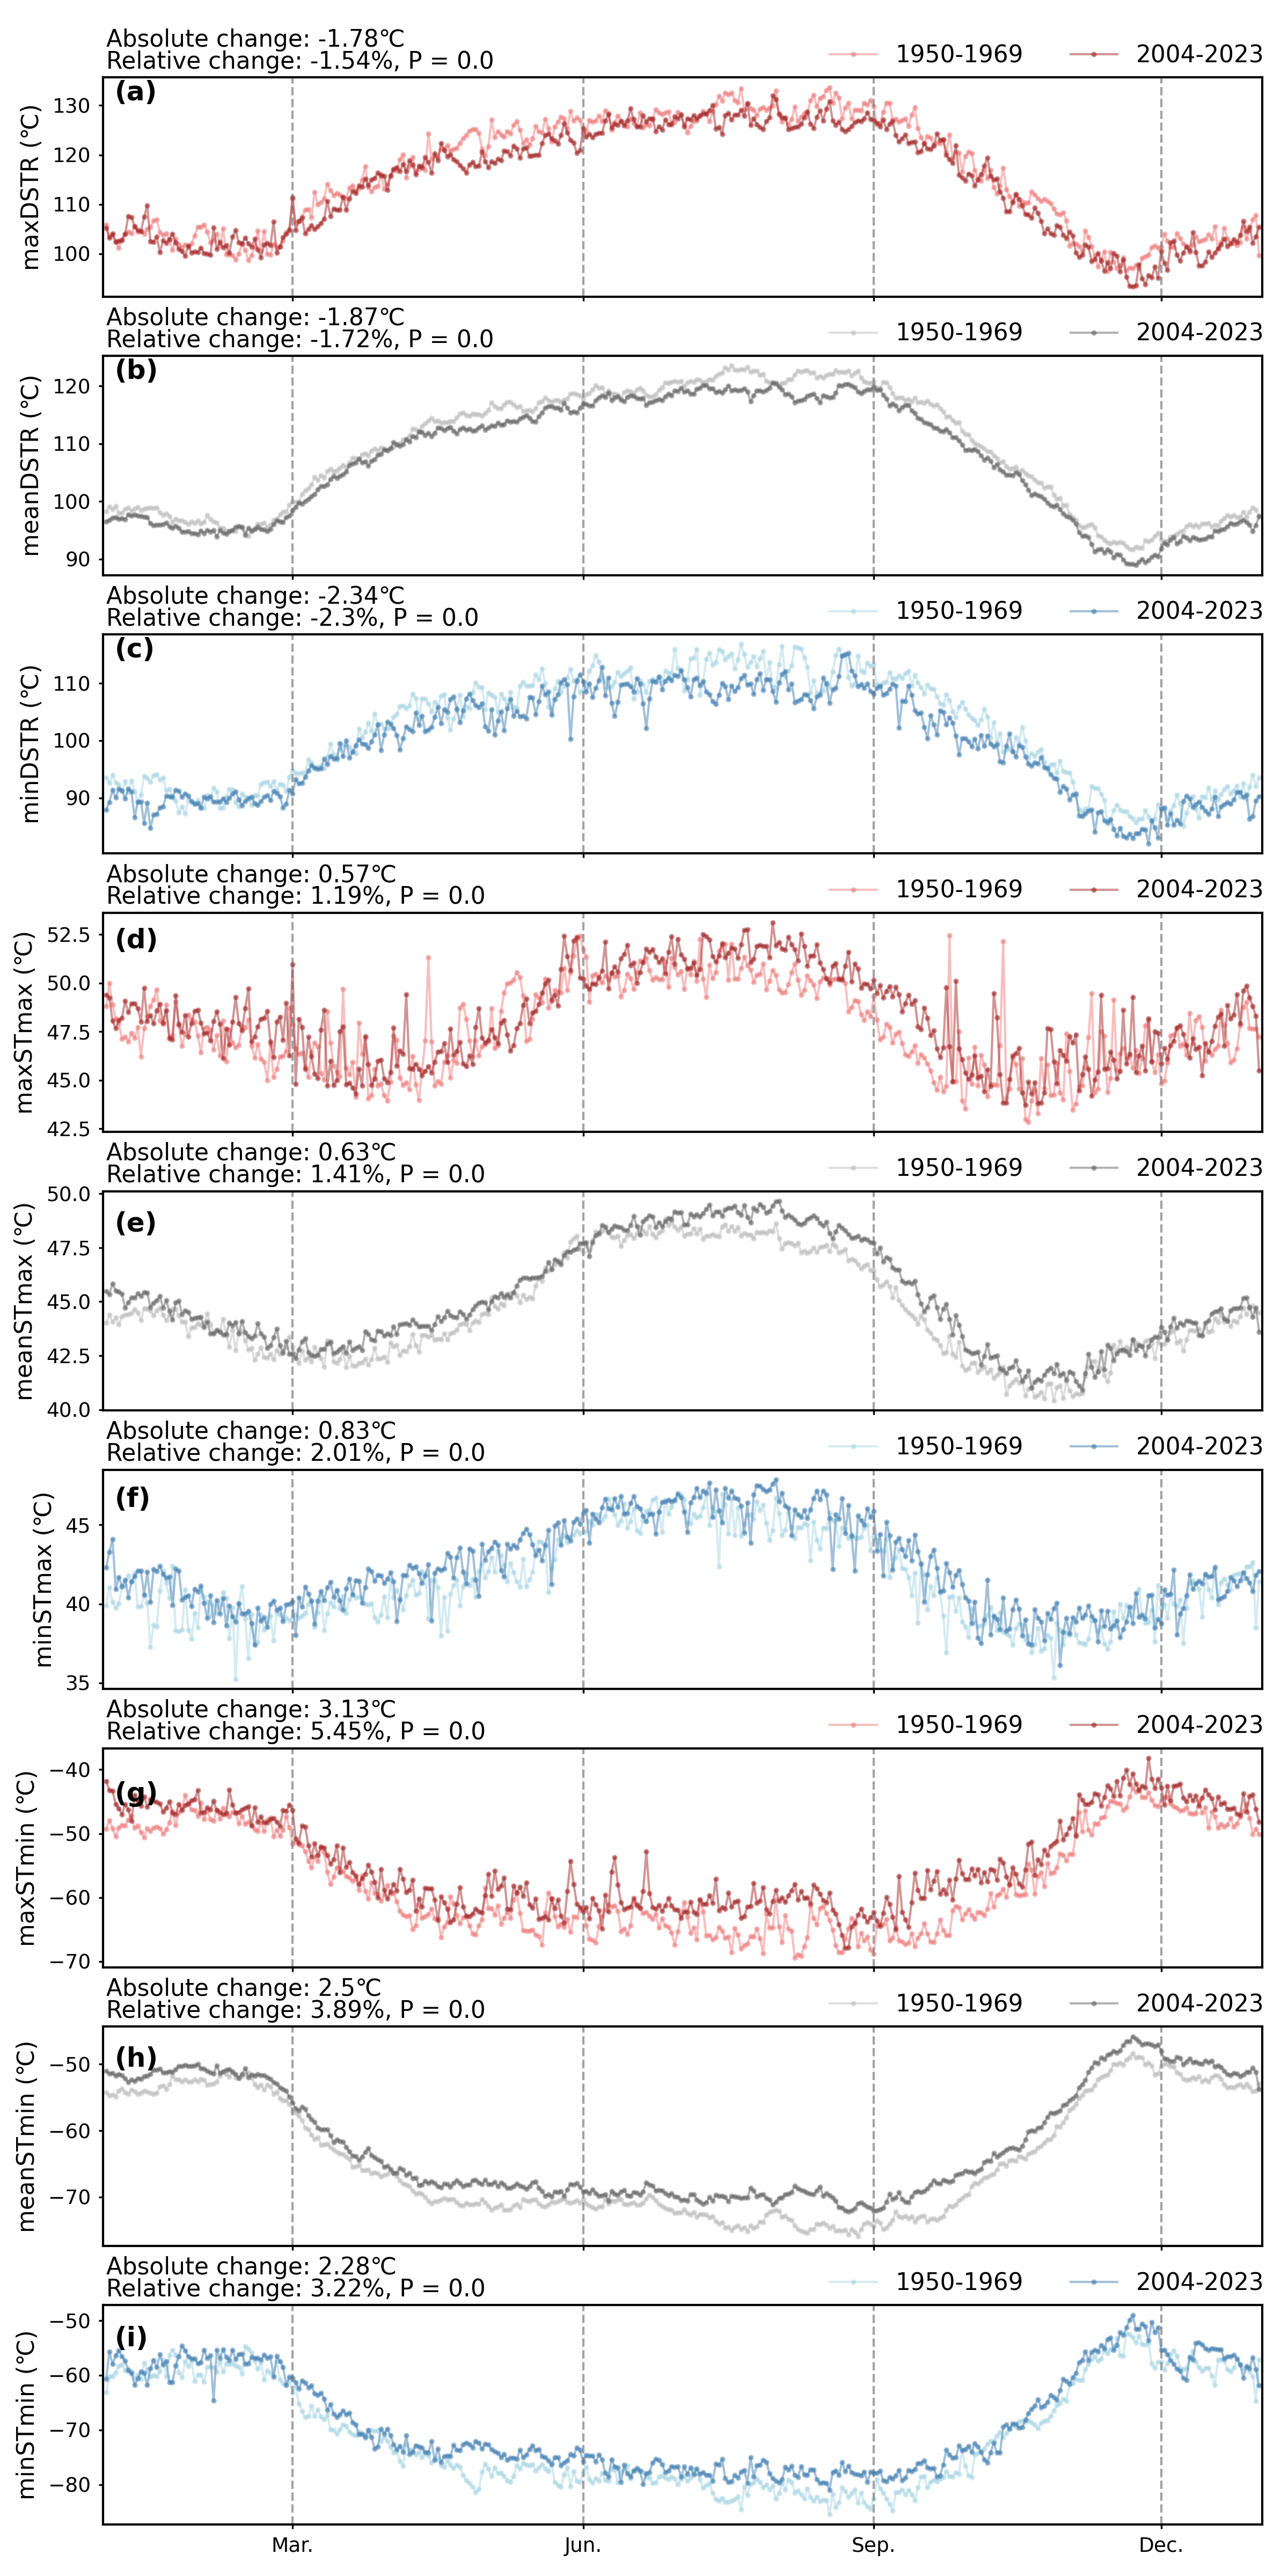 Absolute change: -1.78℃
Relative change: -1.54%, P = 0.0
1950-1969 2004-2023
(a)
maxDSTR (℃)
130
120
110
100
Absolute change: -1.87℃
Relative change: -1.72%, P = 0.0
1950-1969 2004-2023
(b)
meanDSTR (℃)
120
110
100
90
Absolute change: -2.34℃
Relative change: -2.3%, P = 0.0
1950-1969 2004-2023
(c)
minDSTR (℃)
110
100
90
Absolute change: 0.57℃
Relative change: 1.19%, P = 0.0
1950-1969 2004-2023
(d)
maxSTmax (℃)
52.5
50.0
47.5
45.0
42.5
Absolute change: 0.63℃
Relative change: 1.41%, P = 0.0
1950-1969 2004-2023
(e)
meanSTmax (℃)
50.0
47.5
45.0
42.5
40.0
Absolute change: 0.83℃
Relative change: 2.01%, P = 0.0
1950-1969 2004-2023
(f)
minSTmax (℃)
45
40
35
Absolute change: 3.13℃
Relative change: 5.45%, P = 0.0
1950-1969 2004-2023
(g)
maxSTmin (℃)
−40
−50
−60
−70
Absolute change: 2.5℃
Relative change: 3.89%, P = 0.0
1950-1969 2004-2023
(h)
meanSTmin (℃)
−50
−60
−70
Absolute change: 2.28℃
Relative change: 3.22%, P = 0.0
1950-1969 2004-2023
(i)
minSTmin (℃)
−50
−60
−70
−80
Mar. Jun. Sep. Dec.